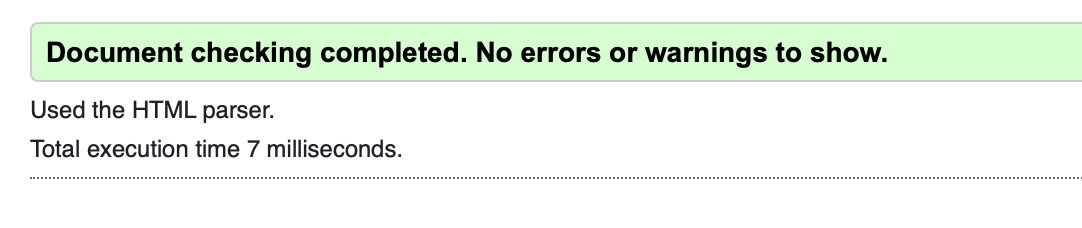 Document checking completed. No errors or warnings to show.
Used the HTML parser.
Total execution time 7 milliseconds.